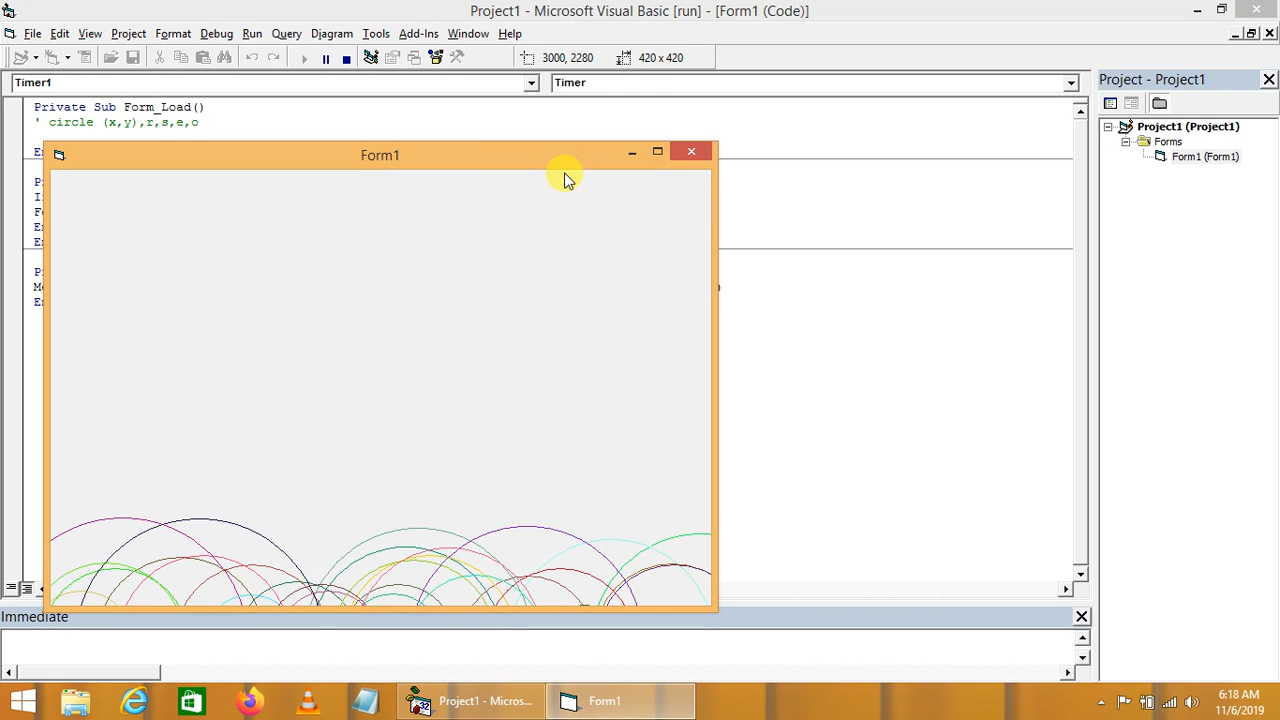 Project1 - Microsoft Visual Basic [run] - [Form1 (Code)]
File Edit View Project Format Debug Run Query Diagram Tools Add-Ins Window Help
3000, 2280 420 x 420
Timer1 Timer
Project - Project1
Private Sub Form_Load()
' circle (x,y),r,s,e,o
Project1 (Project1)
Forms
Form1 (Form1)
Form1
)
Immediate
Project1 - Micros... Form1
6:18 AM
11/6/2019